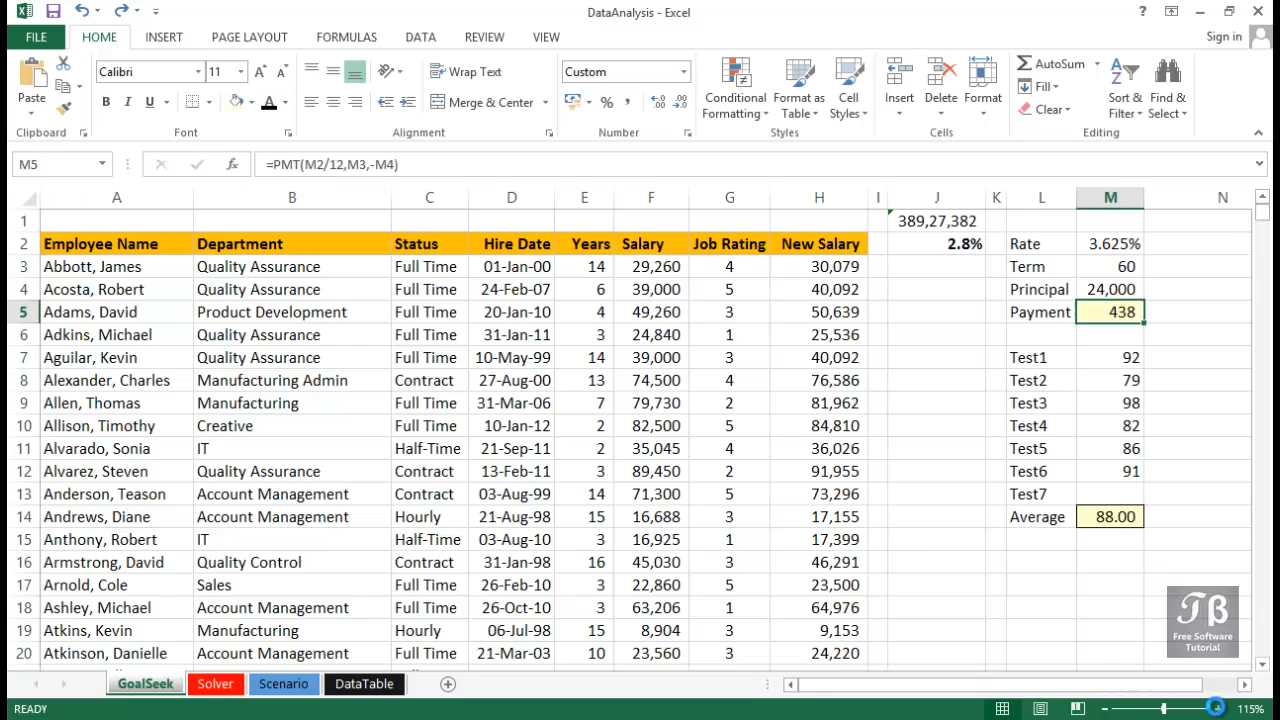 DataAnalysis - Excel
FILE HOME INSERT PAGE LAYOUT FORMULAS DATA REVIEW VIEW Sign in
Paste
Calibri 11
B I U A
Wrap Text
Merge & Center
Custom
Conditional Formatting
Format as Table
Cell Styles
Insert Delete Format
AutoSum
Fill
Clear
Sort & Filter
Find & Select
Clipboard Font Alignment Number Styles Cells Editing
M5 fx =PMT(M2/12,M3,-M4)
A B C D E F G H I J K L M N
1 389,27,382
2 Employee Name Department Status Hire Date Years Salary Job Rating New Salary 2.8% Rate 3.625%
3 Abbott, James Quality Assurance Full Time 01-Jan-00 14 29,260 4 30,079 Term 60
4 Acosta, Robert Quality Assurance Full Time 24-Feb-07 6 39,000 5 40,092 Principal 24,000
5 Adams, David Product Development Full Time 20-Jan-10 4 49,260 3 50,639 Payment 438
6 Adkins, Michael Quality Assurance Full Time 31-Jan-11 3 24,840 1 25,536
7 Aguilar, Kevin Quality Assurance Full Time 10-May-99 14 39,000 3 40,092 Test1 92
8 Alexander, Charles Manufacturing Admin Contract 27-Aug-00 13 74,500 4 76,586 Test2 79
9 Allen, Thomas Manufacturing Full Time 31-Mar-06 7 79,730 2 81,962 Test3 98
10 Allison, Timothy Creative Full Time 10-Jan-12 2 82,500 5 84,810 Test4 82
11 Alvarado, Sonia IT Half-Time 21-Sep-11 2 35,045 4 36,026 Test5 86
12 Alvarez, Steven Quality Assurance Contract 13-Feb-11 3 89,450 2 91,955 Test6 91
13 Anderson, Teason Account Management Contract 03-Aug-99 14 71,300 5 73,296 Test7
14 Andrews, Diane Account Management Hourly 21-Aug-98 15 16,688 3 17,155 Average 88.00
15 Anthony, Robert IT Half-Time 03-Aug-10 3 16,925 1 17,399
16 Armstrong, David Quality Control Contract 31-Jan-98 16 45,030 3 46,291
17 Arnold, Cole Sales Full Time 26-Feb-10 3 22,860 5 23,500
18 Ashley, Michael Account Management Full Time 26-Oct-10 3 63,206 1 64,976
19 Atkins, Kevin Manufacturing Hourly 06-Jul-98 15 8,904 3 9,153
20 Atkinson, Danielle Account Management Full Time 21-Mar-03 10 23,560 3 24,220
TB
Free Software
Tutorial
GoalSeek Solver Scenario DataTable
READY 115%